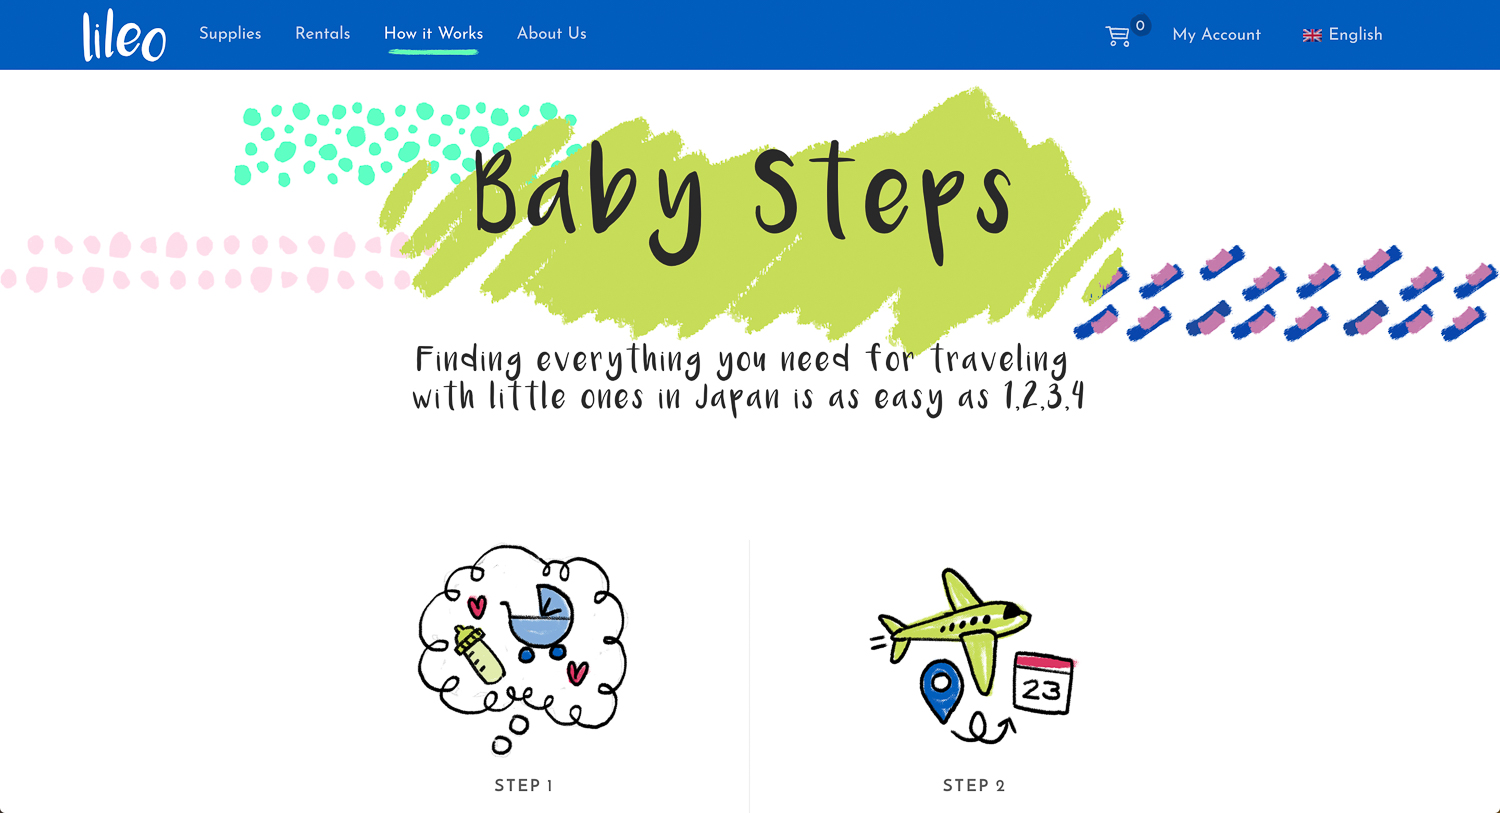 lileo
Supplies
Rentals
How it Works
About Us
0
My Account
English
Baby Steps
Finding everything you need for traveling
with little ones in Japan is as easy as 1,2,3,4
23
STEP 1
STEP 2